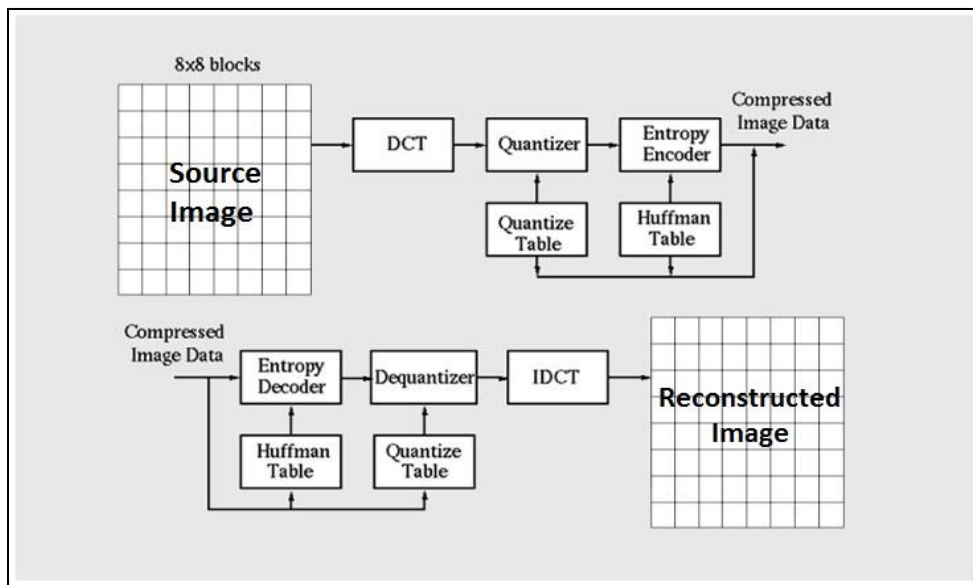 8x8 blocks
Source
Image
DCT
Quantizer
Entropy
Encoder
Compressed
Image Data
Quantize
Table
Huffman
Table
Compressed
Image Data
Entropy
Decoder
Dequantizer
IDCT
Reconstructed
Image
Huffman
Table
Quantize
Table